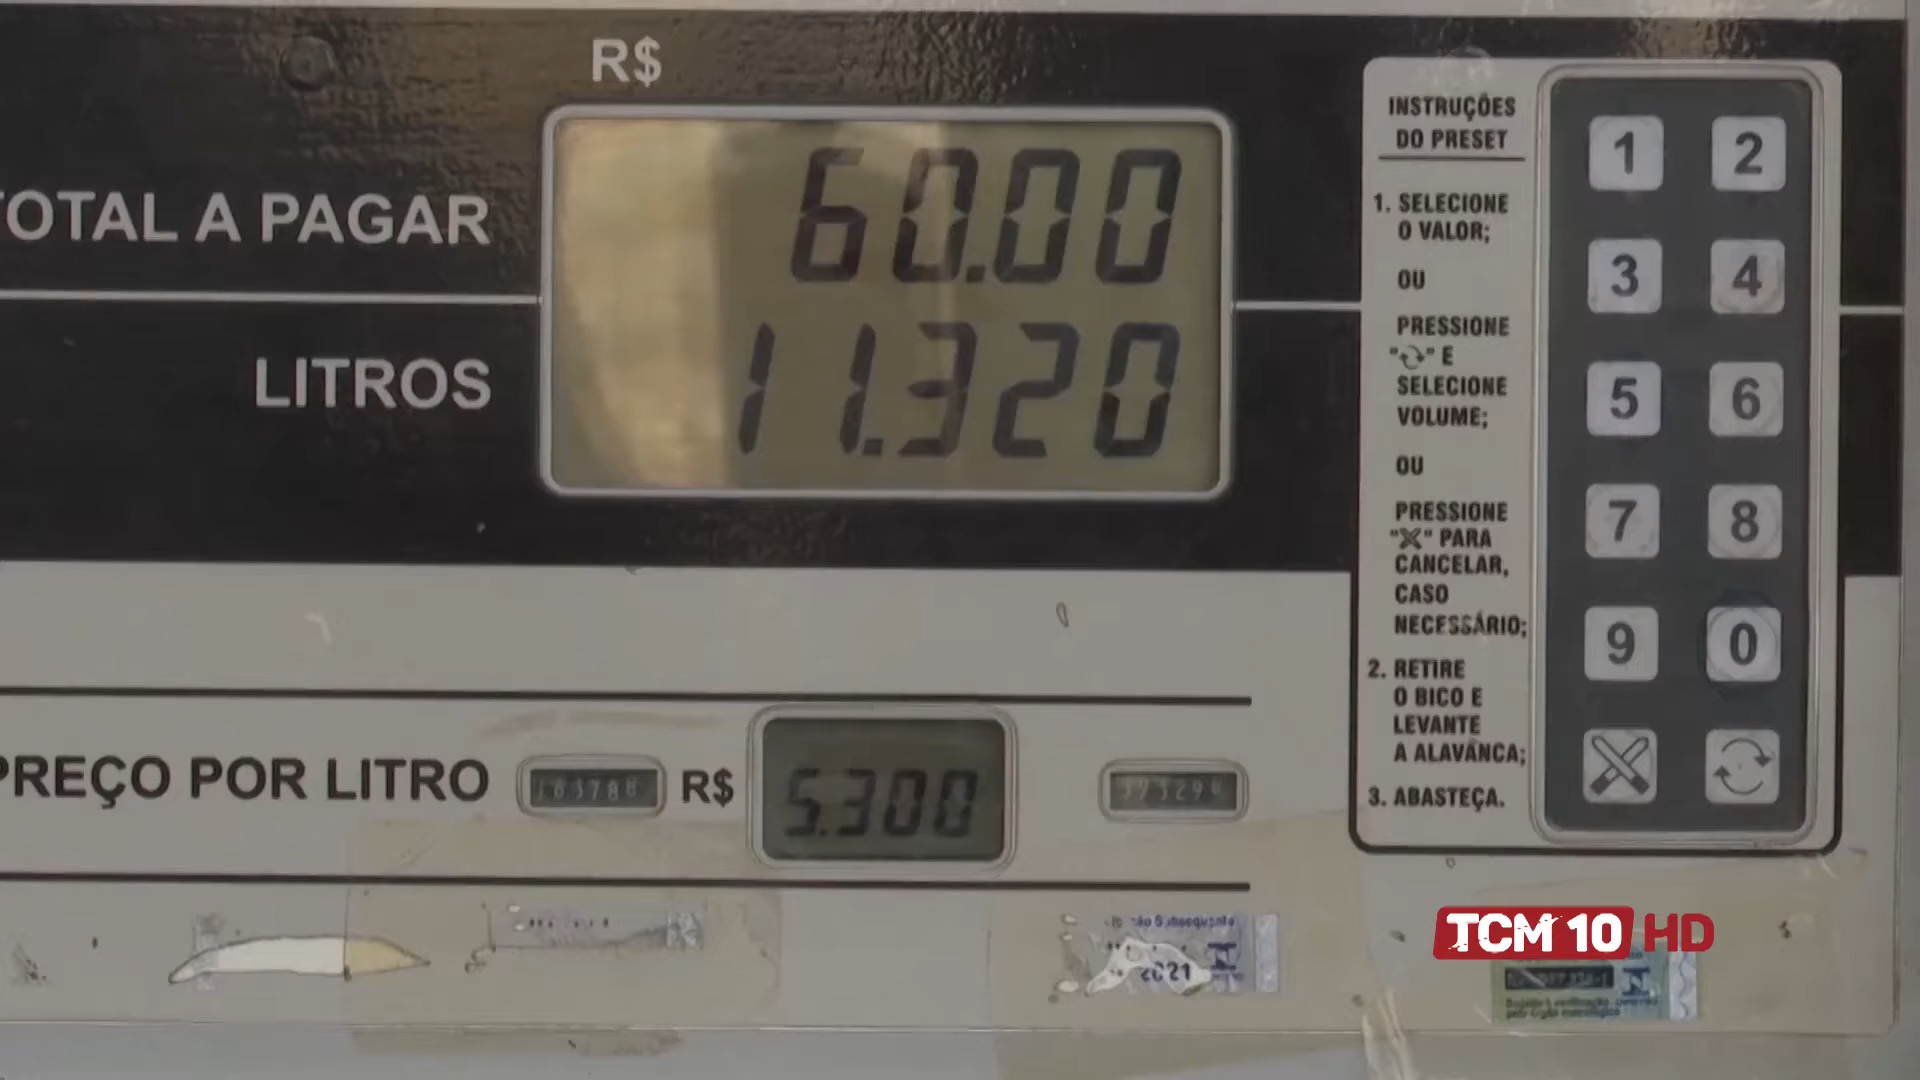 R$
TOTAL A PAGAR
60.00
LITROS
11.320
PREÇO POR LITRO
R$
5.300
INSTRUÇÕES
DO PRESET
1. SELECIONE
O VALOR;
OU
PRESSIONE
"" E
SELECIONE
VOLUME;
OU
PRESSIONE
"X" PARA
CANCELAR,
CASO
NECESSÁRIO;
2. RETIRE
O BICO E
LEVANTE
A ALAVANCA;
3. ABASTEÇA.
1 2
3 4
5 6
7 8
9 0
2021
TCM 10 HD